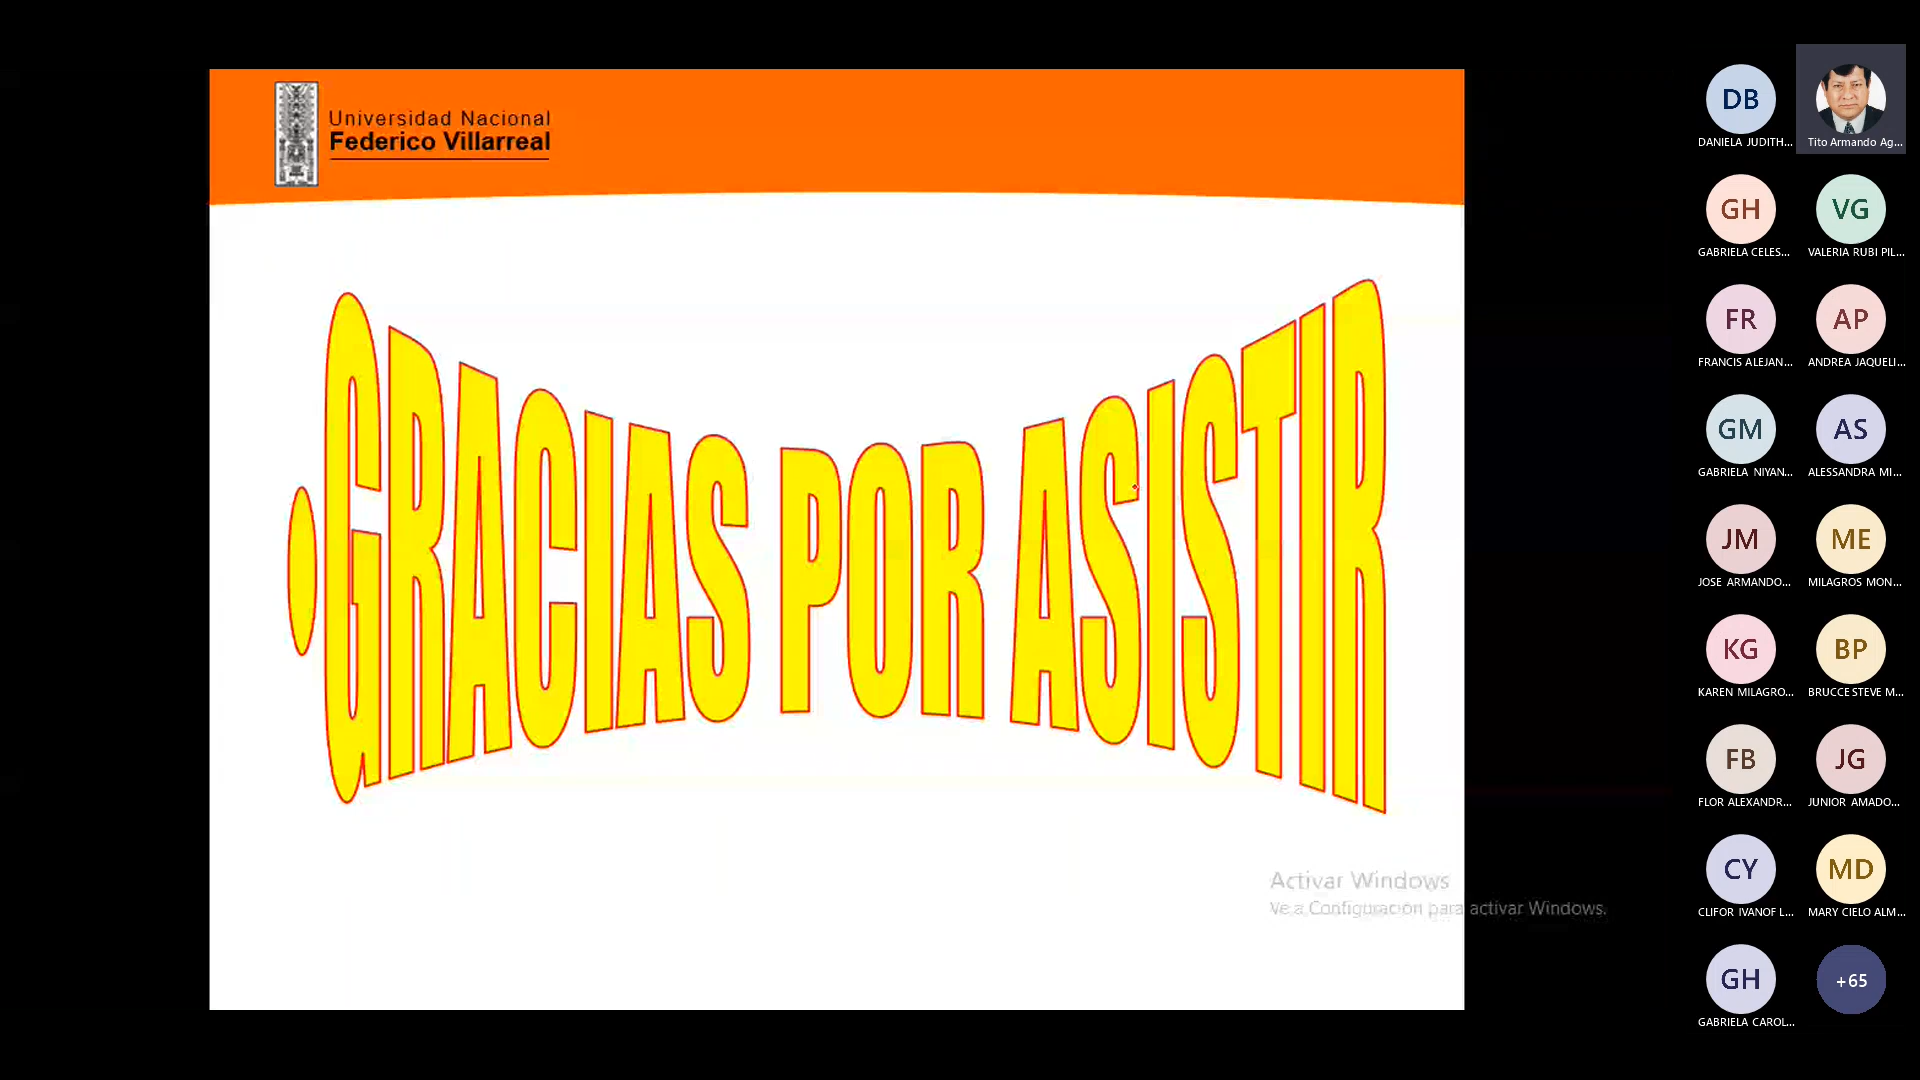 Universidad Nacional
Federico Villarreal
•GRACIAS POR ASISTIR
Activar Windows
Ve a Configuración para activar Windows.
DB
DANIELA JUDITH...
Tito Armando Ag...
GH
GABRIELA CELES...
VG
VALERIA RUBI PIL...
FR
FRANCIS ALEJAN...
AP
ANDREA JAQUELI...
GM
GABRIELA NIYAN...
AS
ALESSANDRA MI...
JM
JOSE ARMANDO...
ME
MILAGROS MON...
KG
KAREN MILAGRO...
BP
BRUCCE STEVE M...
FB
FLOR ALEXANDR...
JG
JUNIOR AMADO...
CY
CLIFOR IVANOF L...
MD
MARY CIELO ALM...
GH
GABRIELA CAROL...
+65